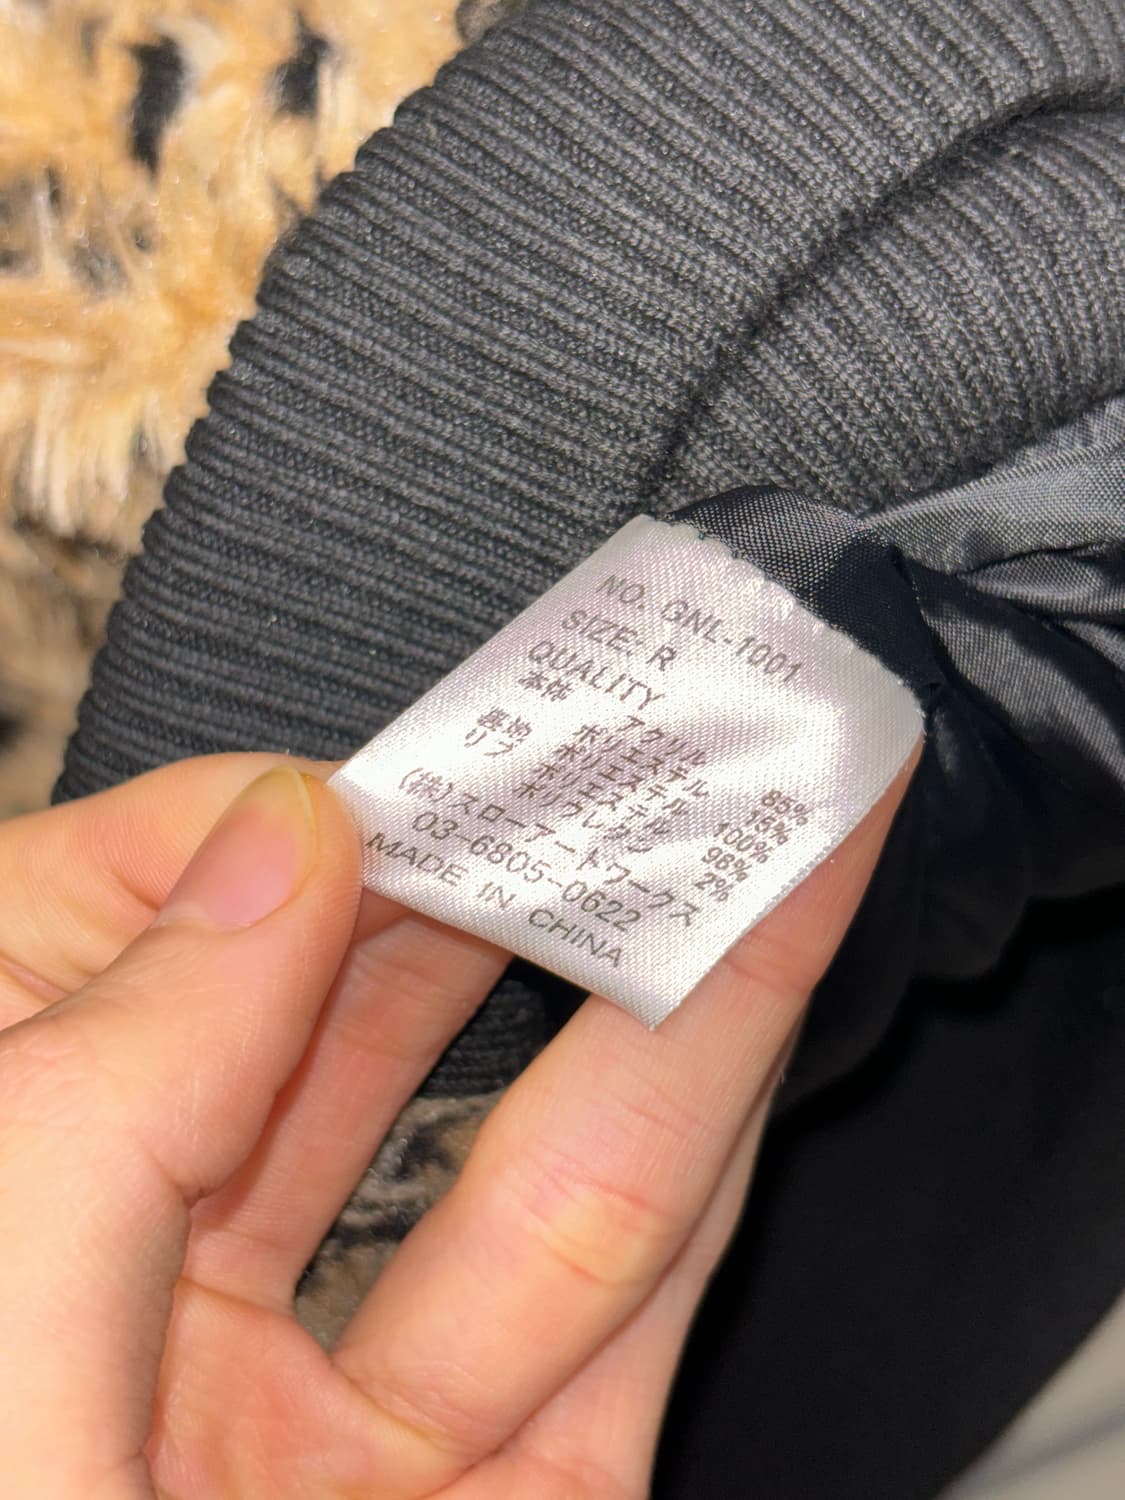 NO. GNL-1001
SIZE: R
QUALITY
本体 アクリル 85%
ポリエステル 15%
裏地 ポリエステル 100%
リブ ポリエステル 98%
ポリウレタン 2%
(株)スローアートワークス
03-6805-0622
MADE IN CHINA